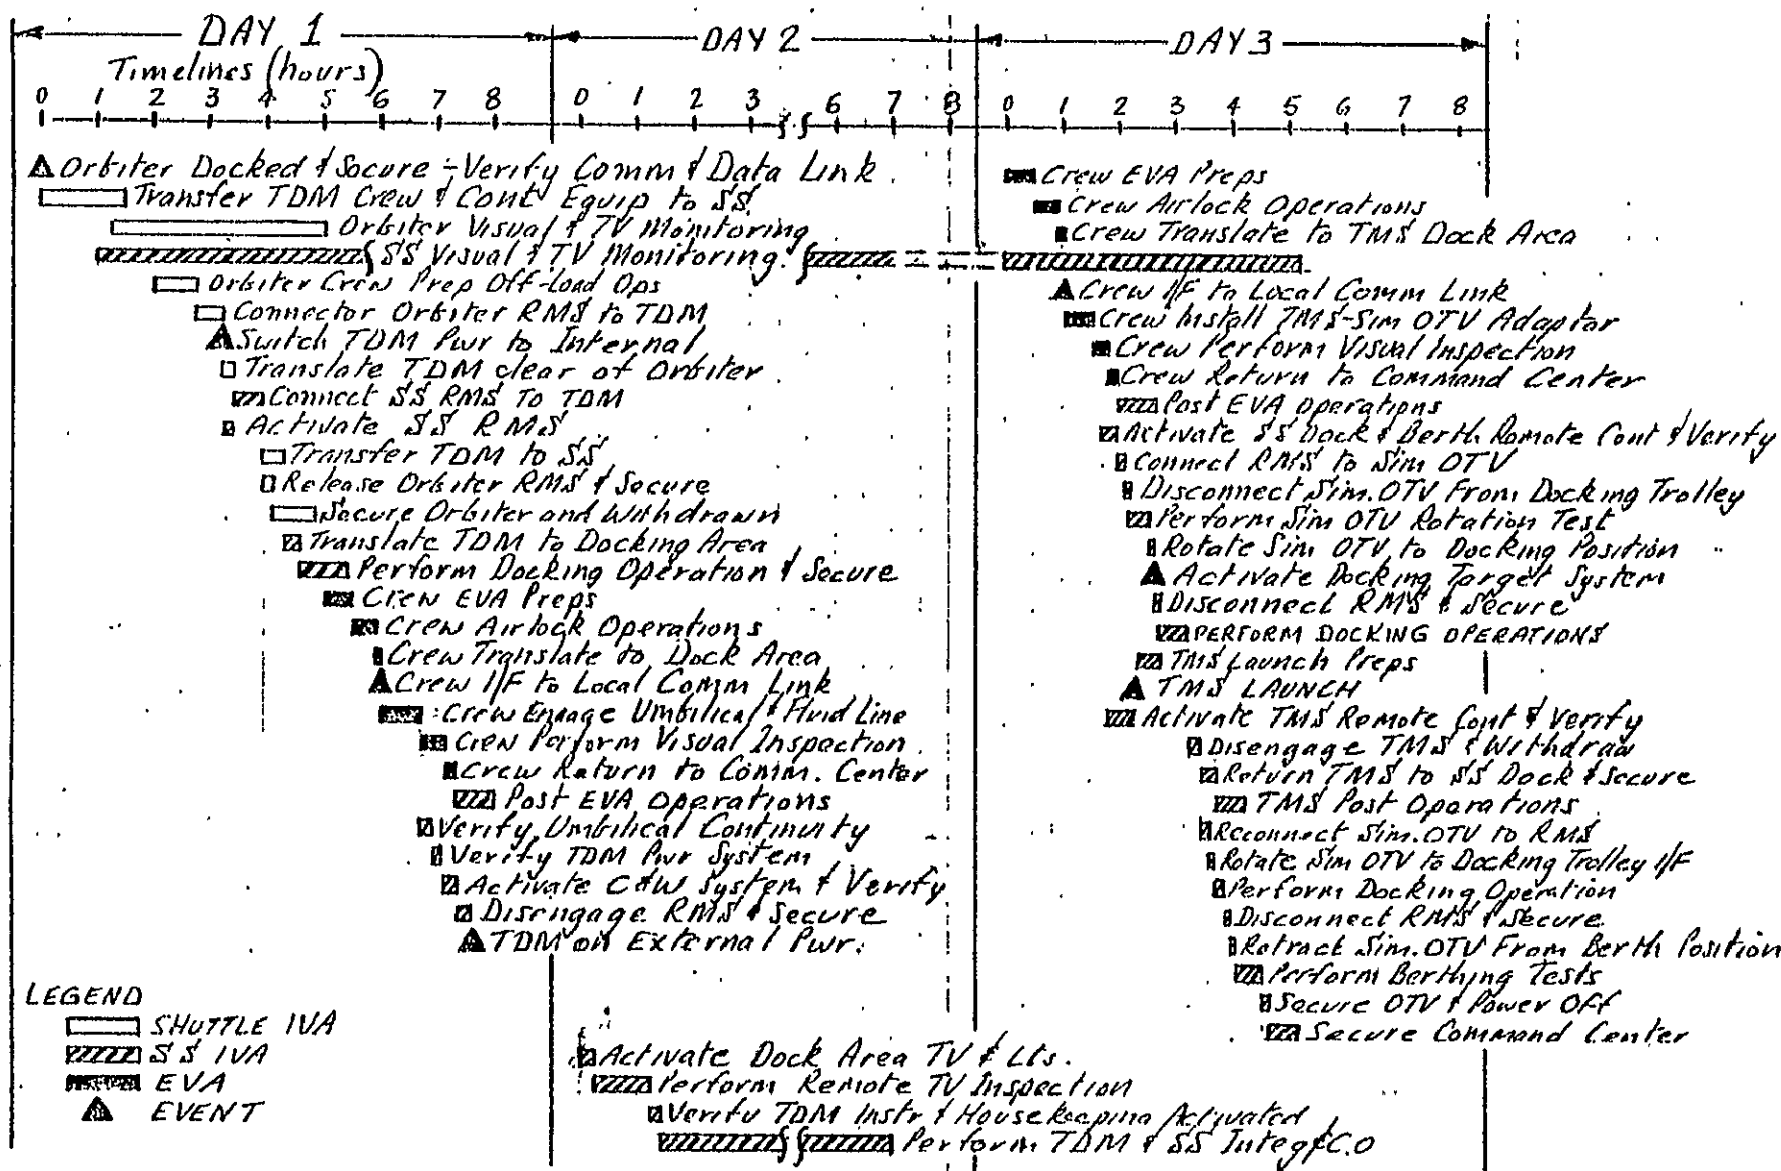 DAY 1 DAY 2 DAY 3
Timelines (hours)
0 1 2 3 4 5 6 7 8 0 1 2 3 6 7 8 0 1 2 3 4 5 6 7 8
Orbiter Docked & Secure - Verify Comm & Data Link
Transfer TDM Crew & Cont Equip to SS
Orbiter Visual & TV Monitoring
SS Visual & TV Monitoring
Orbiter Crew Prep Off-Load Ops
Connector Orbiter RMS to TDM
Switch TDM Pwr to Internal
Translate TDM clear of Orbiter
Connect SS RMS To TDM
Activate SS RMS
Transfer TDM to SS
Release Orbiter RMS & Secure
Secure Orbiter and Withdrawn
Translate TDM to Docking Area
Perform Docking Operation & Secure
Crew EVA Preps
Crew Airlock Operations
Crew Translate to Dock Area
Crew I/F to Local Comm Link
Crew Engage Umbilical & Fluid Line
Crew Perform Visual Inspection
Crew Return to Comm. Center
Post EVA Operations
Verify Umbilical Continuity
Verify TDM Pwr System
Activate C&W System & Verify
Disengage RMS & Secure
TDM on External Pwr.
LEGEND
SHUTTLE IVA
SS IVA
EVA
EVENT
Activate Dock Area TV & Lts.
Perform Remote TV Inspection
Verify TDM Instr & Housekeeping Activated
Perform TDM & SS Integ & C.O
Crew EVA Preps
Crew Airlock Operations
Crew Translate to TMS Dock Area
Crew I/F to Local Comm Link
Crew Install TMS-Sim OTV Adaptor
Crew Perform Visual Inspection
Crew Return to Command Center
Post EVA Operations
Activate SS Dock & Berth Remote Cont & Verify
Connect RMS to Sim OTV
Disconnect Sim. OTV From Docking Trolley
Perform Sim OTV Rotation Test
Rotate Sim OTV to Docking Position
Activate Docking Target System
Disconnect RMS & Secure
PERFORM DOCKING OPERATIONS
TMS Launch Preps
TMS LAUNCH
Activate TMS Remote Cont & Verify
Disengage TMS & Withdraw
Return TMS to SS Dock & Secure
TMS Post Operations
Reconnect Sim. OTV to RMS
Rotate Sim OTV to Docking Trolley I/F
Perform Docking Operation
Disconnect RMS & Secure
Retract Sim. OTV From Berth Position
Perform Berthing Tests
Secure OTV & Power Off
Secure Command Center